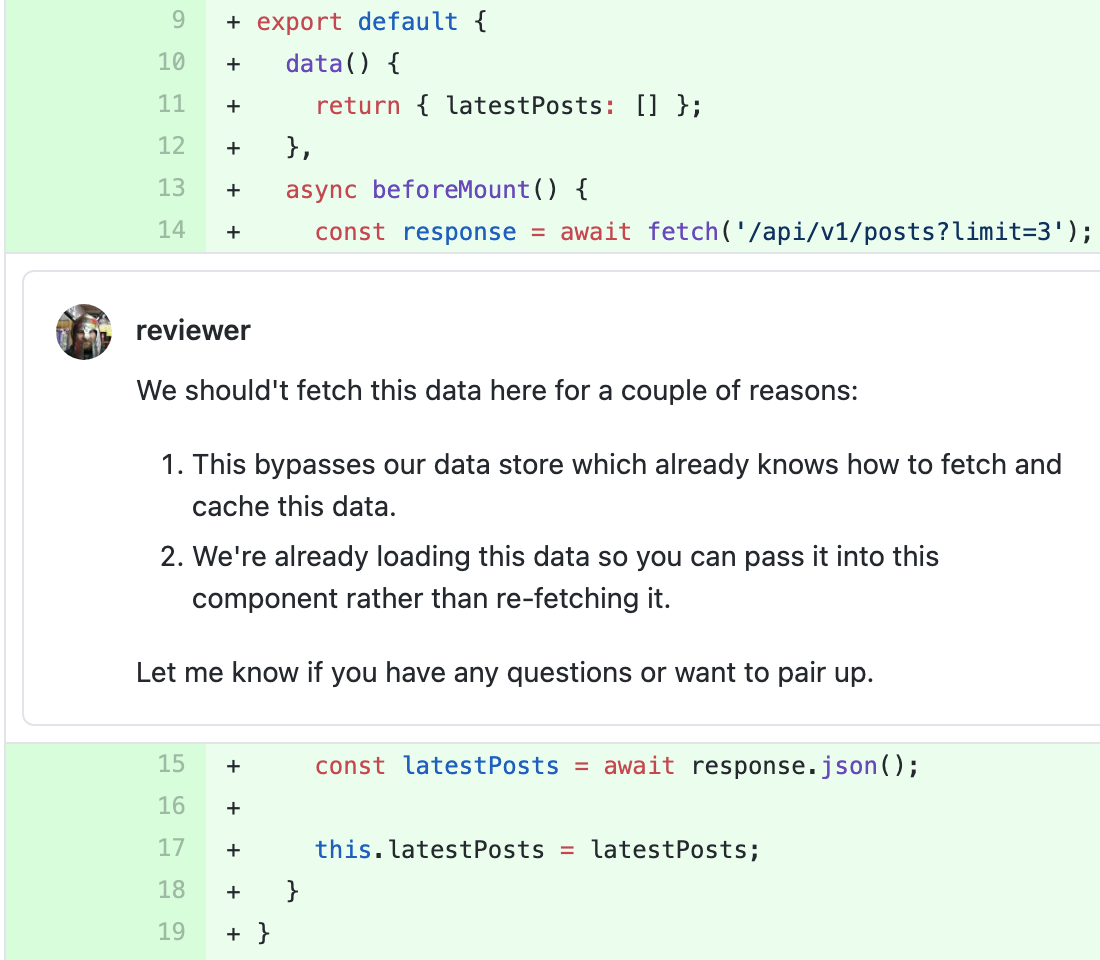 9 + export default {
10 + data() {
11 + return { latestPosts: [] };
12 + },
13 + async beforeMount() {
14 + const response = await fetch('/api/v1/posts?limit=3');
reviewer
We should't fetch this data here for a couple of reasons:
1. This bypasses our data store which already knows how to fetch and
cache this data.
2. We're already loading this data so you can pass it into this
component rather than re-fetching it.
Let me know if you have any questions or want to pair up.
15 + const latestPosts = await response.json();
16 +
17 + this.latestPosts = latestPosts;
18 + }
19 + }